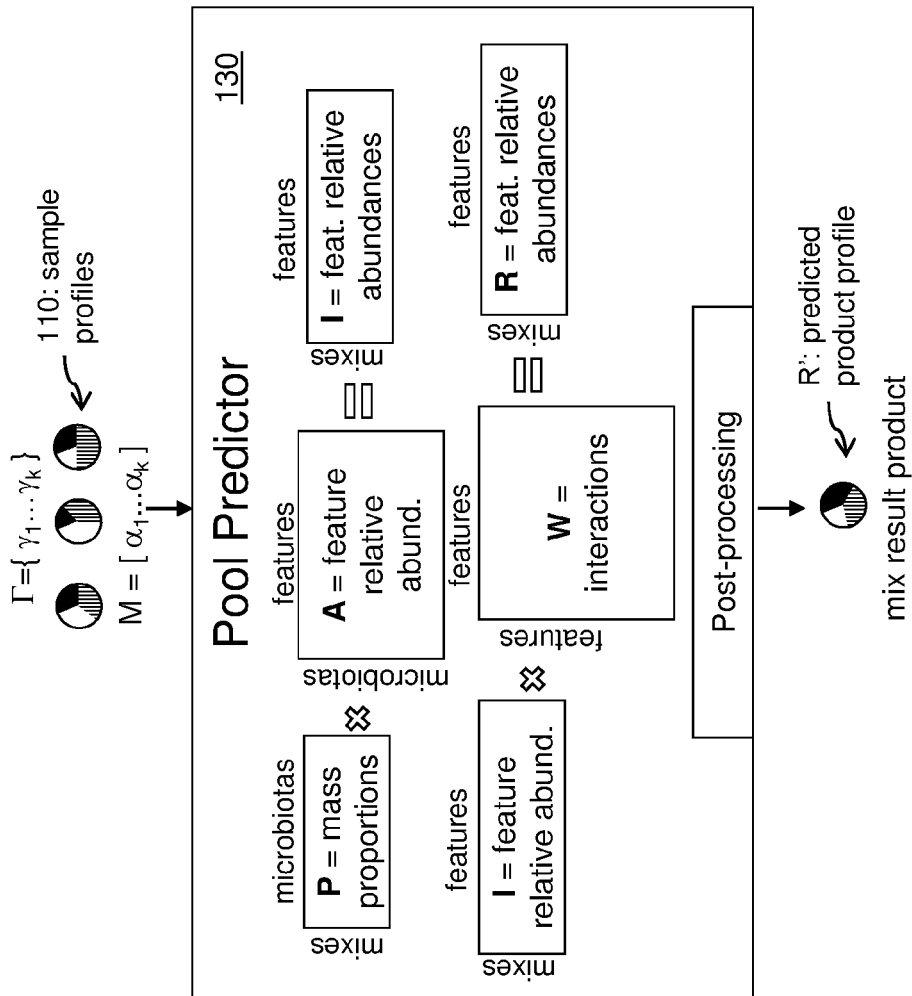 Γ={ γ₁...γₖ }
110: sample
profiles
M = [ α₁...αₖ ]
Pool Predictor
130
microbiotas
mixes
P = mass
proportions
features
microbiotas
A = feature
relative
abund.
features
mixes
I = feat. relative
abundances
features
mixes
I = feature
relative abund.
features
features
W =
interactions
features
mixes
R = feat. relative
abundances
Post-processing
R': predicted
product profile
mix result product